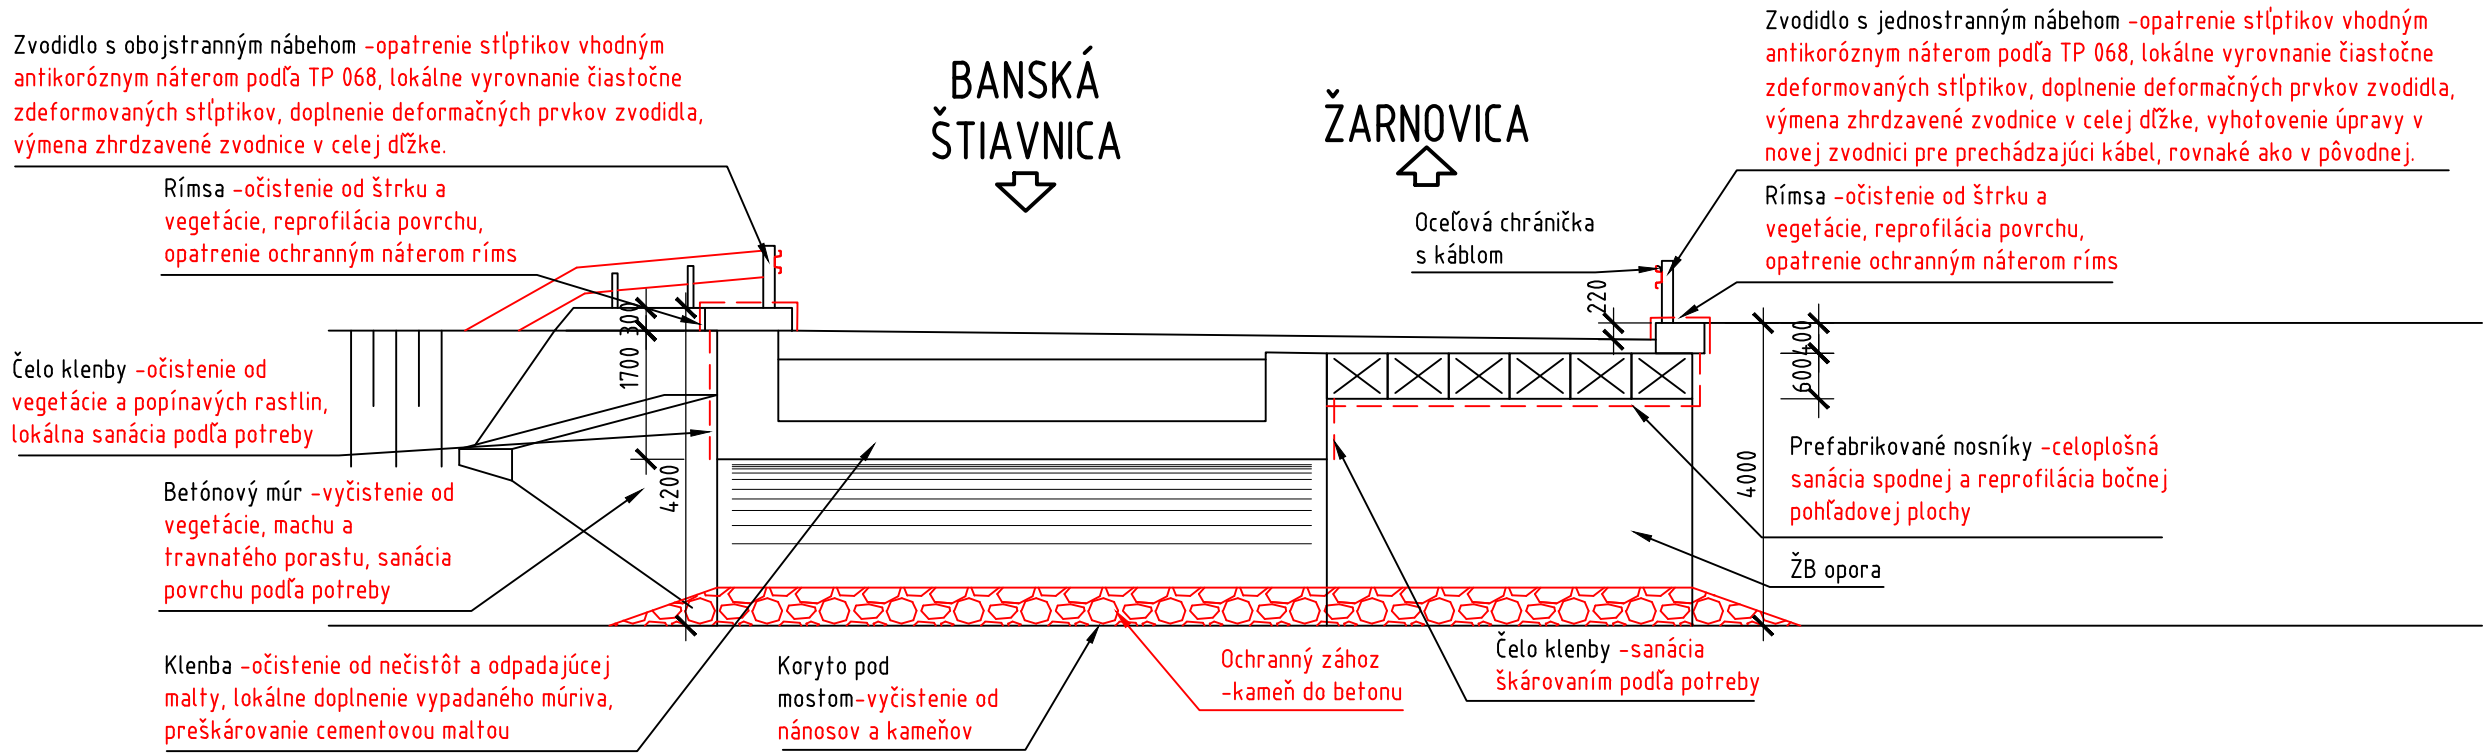 Zvodidlo s obojstranným nábehom -opatrenie stĺptikov vhodným
antikoróznym náterom podľa TP 068, lokálne vyrovnanie čiastočne
zdeformovaných stĺptikov, doplnenie deformačných prvkov zvodidla,
výmena zhrdzavené zvodnice v celej dĺžke.
Rímsa -očistenie od štrku a
vegetácie, reprofilácia povrchu,
opatrenie ochranným náterom ríms
Čelo klenby -očistenie od
vegetácie a popínavých rastlin,
lokálna sanácia podľa potreby
Betónový múr -vyčistenie od
vegetácie, machu a
travnatého porastu, sanácia
povrchu podľa potreby
Klenba -očistenie od nečistôt a odpadajúcej
malty, lokálne doplnenie vypadaného múriva,
preškárovanie cementovou maltou
300
1700
4200
BANSKÁ
ŠTIAVNICA
ŽARNOVICA
Oceľová chránička
s káblom
220
Koryto pod
mostom-vyčistenie od
nánosov a kameňov
Ochranný zához
-kameň do betonu
Čelo klenby -sanácia
škárovaním podľa potreby
Zvodidlo s jednostranným nábehom -opatrenie stĺptikov vhodným
antikoróznym náterom podľa TP 068, lokálne vyrovnanie čiastočne
zdeformovaných stĺptikov, doplnenie deformačných prvkov zvodidla,
výmena zhrdzavené zvodnice v celej dĺžke, vyhotovenie úpravy v
novej zvodnici pre prechádzajúci kábel, rovnaké ako v pôvodnej.
Rímsa -očistenie od štrku a
vegetácie, reprofilácia povrchu,
opatrenie ochranným náterom ríms
400
600
4000
Prefabrikované nosníky -celoplošná
sanácia spodnej a reprofilácia bočnej
pohľadovej plochy
ŽB opora